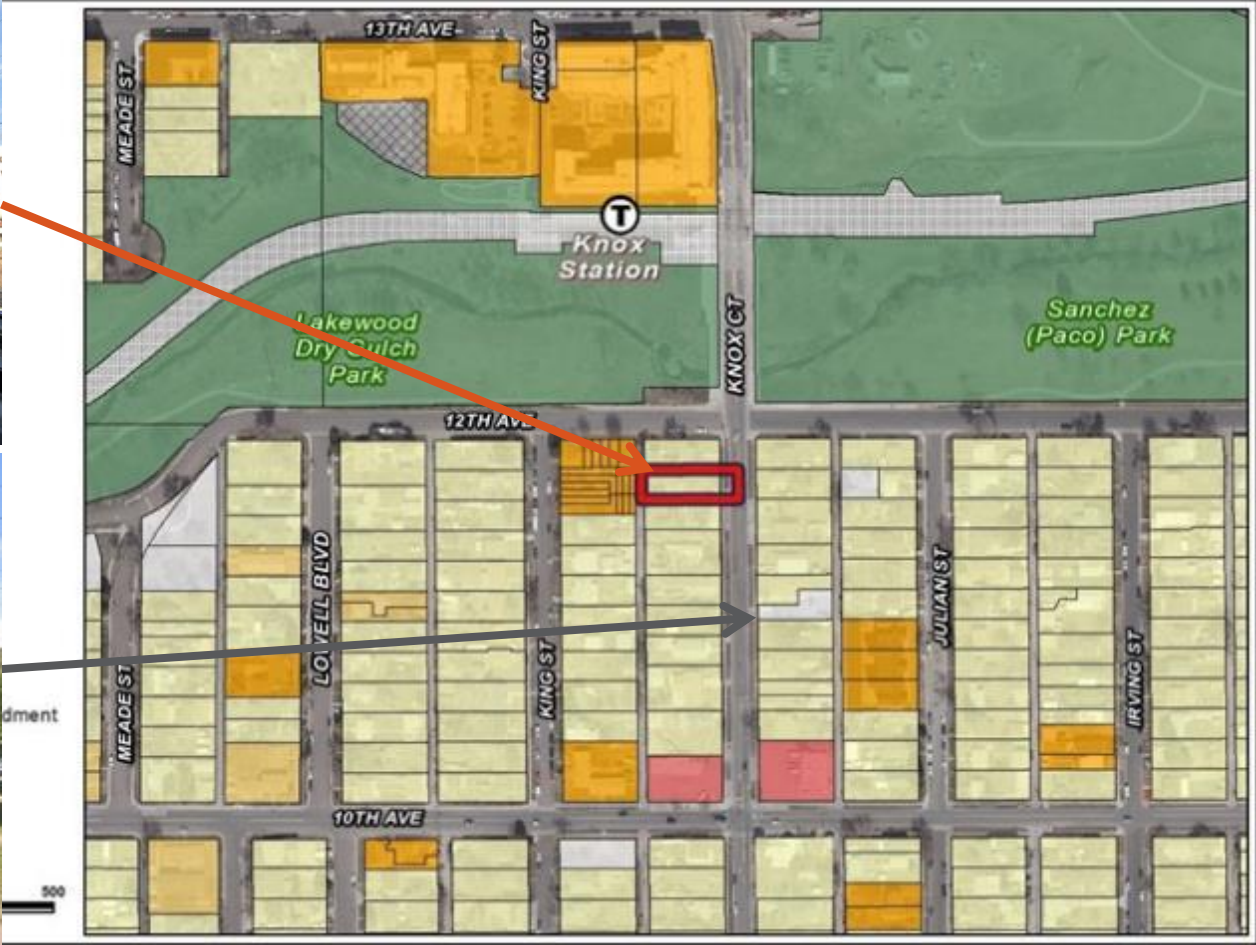 13TH AVE
KING ST
MEADE ST
T
Knox
Station
KNOX CT
Lakewood
Dry Gulch
Park
Sanchez
(Paco) Park
12TH AVE
LOWELL BLVD
JULIAN ST
KING ST
IRVING ST
MEADE ST
dment
10TH AVE
500